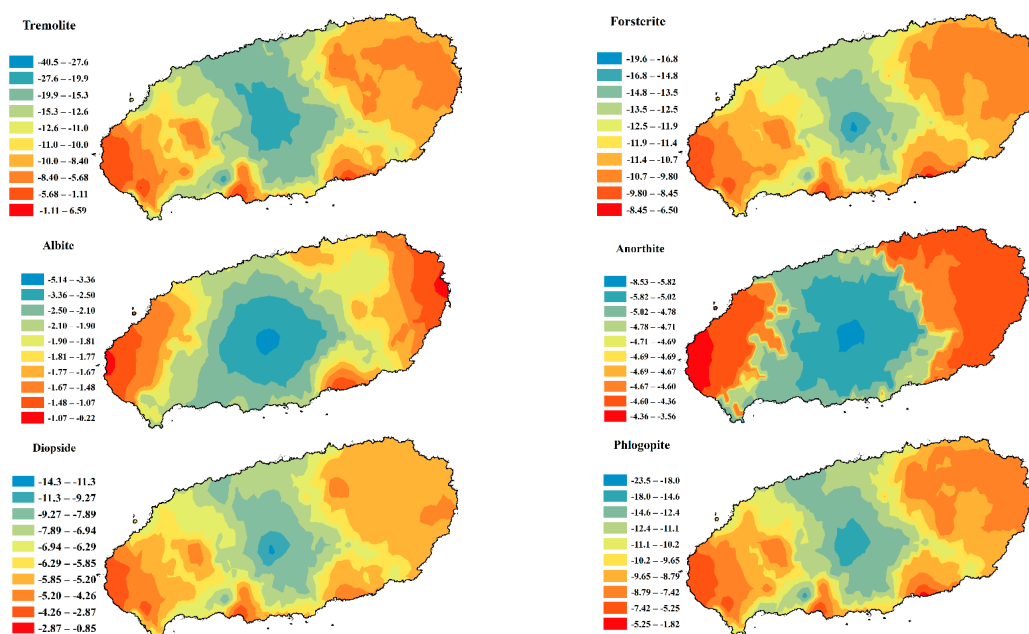 Tremolite
-40.5 – -27.6
-27.6 – -19.9
-19.9 – -15.3
-15.3 – -12.6
-12.6 – -11.0
-11.0 – -10.0
-10.0 – -8.40
-8.40 – -5.68
-5.68 – -1.11
-1.11 – 6.59
Forsterite
-19.6 – -16.8
-16.8 – -14.8
-14.8 – -13.5
-13.5 – -12.5
-12.5 – -11.9
-11.9 – -11.4
-11.4 – -10.7
-10.7 – -9.80
-9.80 – -8.45
-8.45 – -6.50
Albite
-5.14 – -3.36
-3.36 – -2.50
-2.50 – -2.10
-2.10 – -1.90
-1.90 – -1.81
-1.81 – -1.77
-1.77 – -1.67
-1.67 – -1.48
-1.48 – -1.07
-1.07 – -0.22
Anorthite
-8.53 – -5.82
-5.82 – -5.02
-5.02 – -4.78
-4.78 – -4.71
-4.71 – -4.69
-4.69 – -4.69
-4.69 – -4.67
-4.67 – -4.60
-4.60 – -4.36
-4.36 – -3.56
Diopside
-14.3 – -11.3
-11.3 – -9.27
-9.27 – -7.89
-7.89 – -6.94
-6.94 – -6.29
-6.29 – -5.85
-5.85 – -5.20
-5.20 – -4.26
-4.26 – -2.87
-2.87 – -0.85
Phlogopite
-23.5 – -18.0
-18.0 – -14.6
-14.6 – -12.4
-12.4 – -11.1
-11.1 – -10.2
-10.2 – -9.65
-9.65 – -8.79
-8.79 – -7.42
-7.42 – -5.25
-5.25 – -1.82